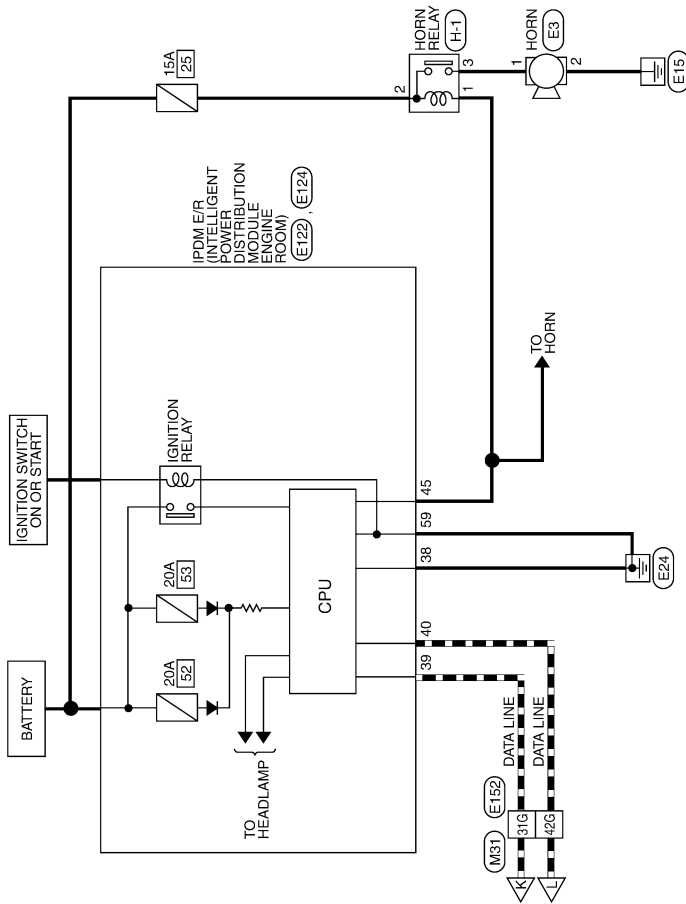 BATTERY
IGNITION SWITCH
ON OR START
20A
52
20A
53
IGNITION
RELAY
IPDM E/R
(INTELLIGENT
POWER
DISTRIBUTION
MODULE
ENGINE
ROOM)
E122 , E124
15A
25
TO
HEADLAMP
CPU
39
40
38
59
45
2
1
3
HORN
RELAY
H-1
1
HORN
E3
2
E15
TO
HORN
E24
DATA LINE
DATA LINE
M31
E152
31G
42G
K
L